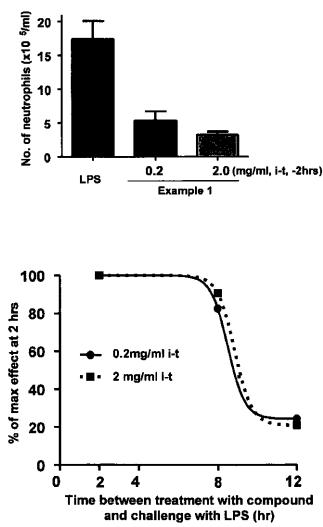 No. of neutrophils (x10 ⁵/ml)
20
15
10
5
0
LPS
0.2
2.0 (mg/ml, i-t, -2hrs)
Example 1
% of max effect at 2 hrs
100
80
60
40
20
0
0.2mg/ml i-t
2 mg/ml i-t
0
2
4
8
12
Time between treatment with compound
and challenge with LPS (hr)